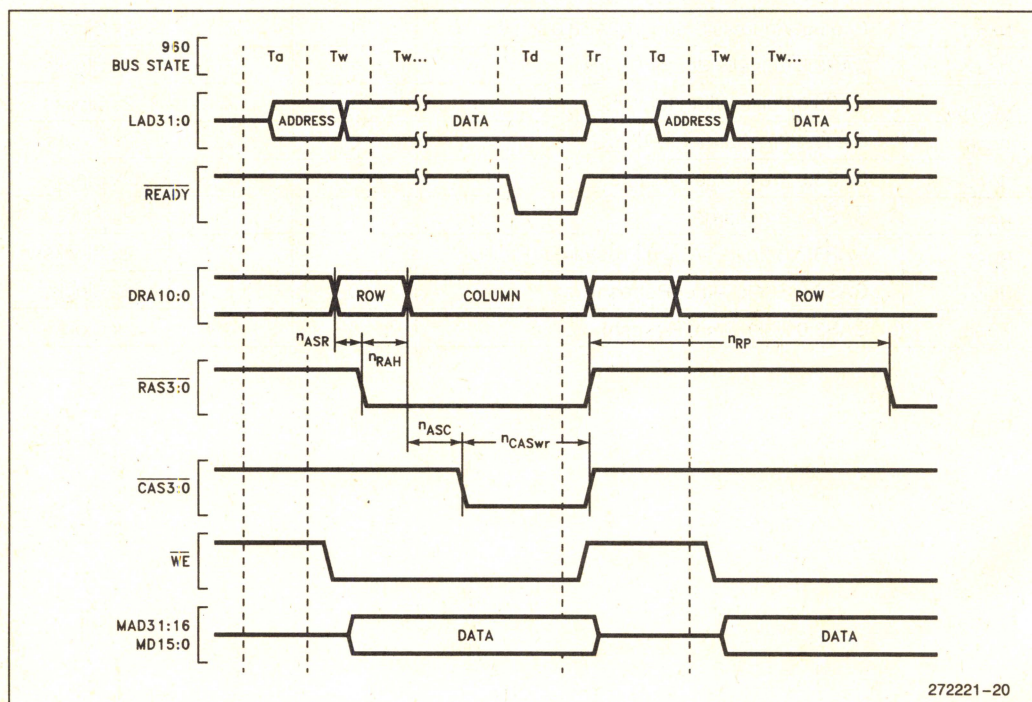 960
BUS STATE
Ta Tw Tw... Td Tr Ta Tw Tw...
LAD31:0 ADDRESS DATA ADDRESS DATA
READY
DRA10:0 ROW COLUMN ROW
nASR nRAH nRP
RAS3:0
nASC nCASwr
CAS3:0
WE
MAD31:16
MD15:0
DATA DATA
272221-20